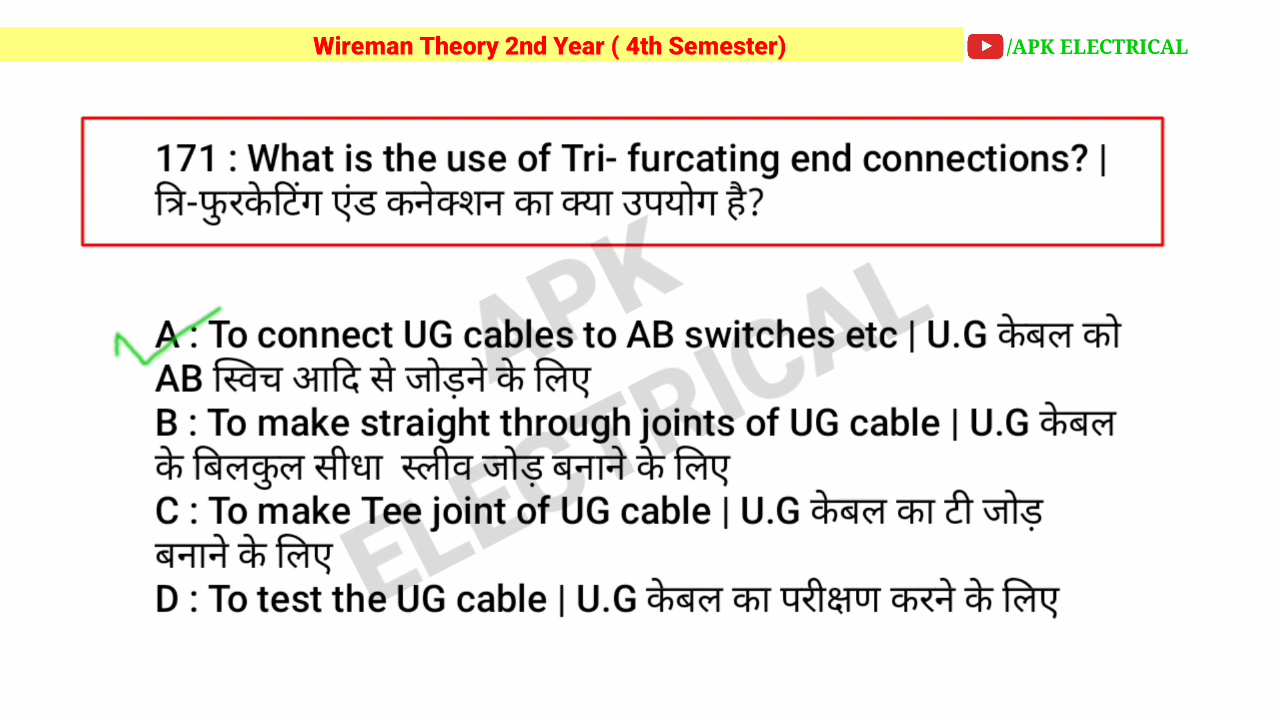 Wireman Theory 2nd Year ( 4th Semester)
/APK ELECTRICAL
171 : What is the use of Tri- furcating end connections? |
त्रि-फुरकेटिंग एंड कनेक्शन का क्या उपयोग है?
A : To connect UG cables to AB switches etc | U.G केबल को
AB स्विच आदि से जोड़ने के लिए
B : To make straight through joints of UG cable | U.G केबल
के बिलकुल सीधा स्लीव जोड़ बनाने के लिए
C : To make Tee joint of UG cable | U.G केबल का टी जोड़
बनाने के लिए
D : To test the UG cable | U.G केबल का परीक्षण करने के लिए
APK
ELECTRICAL